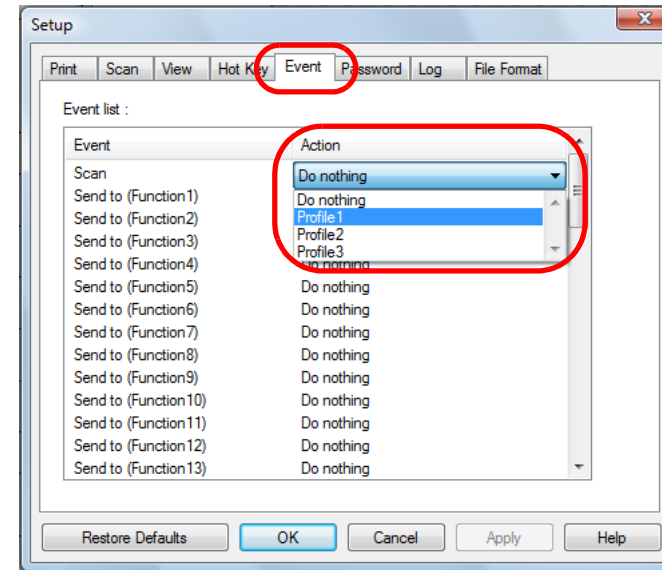 Setup
Print Scan View Hot Key Event Password Log File Format
Event list :
Event Action
Scan Do nothing
Send to (Function1) Do nothing
Send to (Function2) Profile1
Send to (Function3) Profile2
Send to (Function4) Profile3
Do nothing
Send to (Function5) Do nothing
Send to (Function6) Do nothing
Send to (Function7) Do nothing
Send to (Function8) Do nothing
Send to (Function9) Do nothing
Send to (Function10) Do nothing
Send to (Function11) Do nothing
Send to (Function12) Do nothing
Send to (Function13) Do nothing
Restore Defaults OK Cancel Apply Help